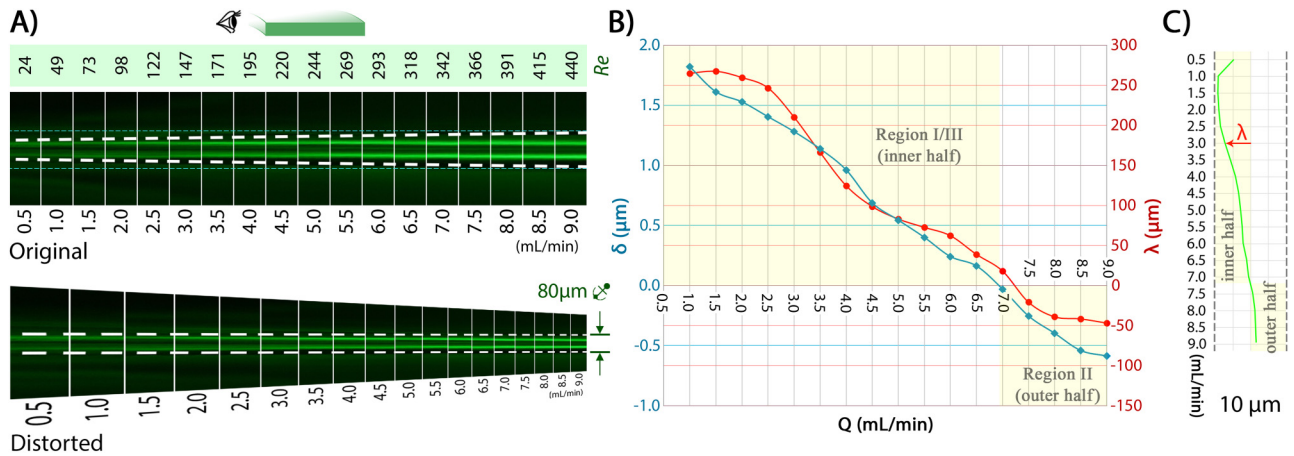 A)
24 49 73 98 122 147 171 195 220 244 269 293 318 342 366 391 415 440 Re
0.5 1.0 1.5 2.0 2.5 3.0 3.5 4.0 4.5 5.0 5.5 6.0 6.5 7.0 7.5 8.0 8.5 9.0
(mL/min)
Original
80μm
0.5 1.0 1.5 2.0 2.5 3.0 3.5 4.0 4.5 5.0 5.5 6.0 6.5 7.0 7.5 8.0 8.5 9.0
(mL/min)
Distorted
B)
2.0
1.5
1.0
0.5
0.0
-0.5
-1.0
δ (μm)
300
250
200
150
100
50
0
-50
-100
-150
λ (μm)
Region I/III
(inner half)
0.5 1.0 1.5 2.0 2.5 3.0 3.5 4.0 4.5 5.0 5.5 6.0 6.5 7.0 7.5 8.0 8.5 9.0
Region II
(outer half)
Q (mL/min)
C)
0.5
1.0
1.5
2.0
2.5
3.0
3.5
4.0
4.5
5.0
5.5
6.0
6.5
7.0
7.5
8.0
8.5
9.0
(mL/min)
λ
inner half
outer half
10 μm